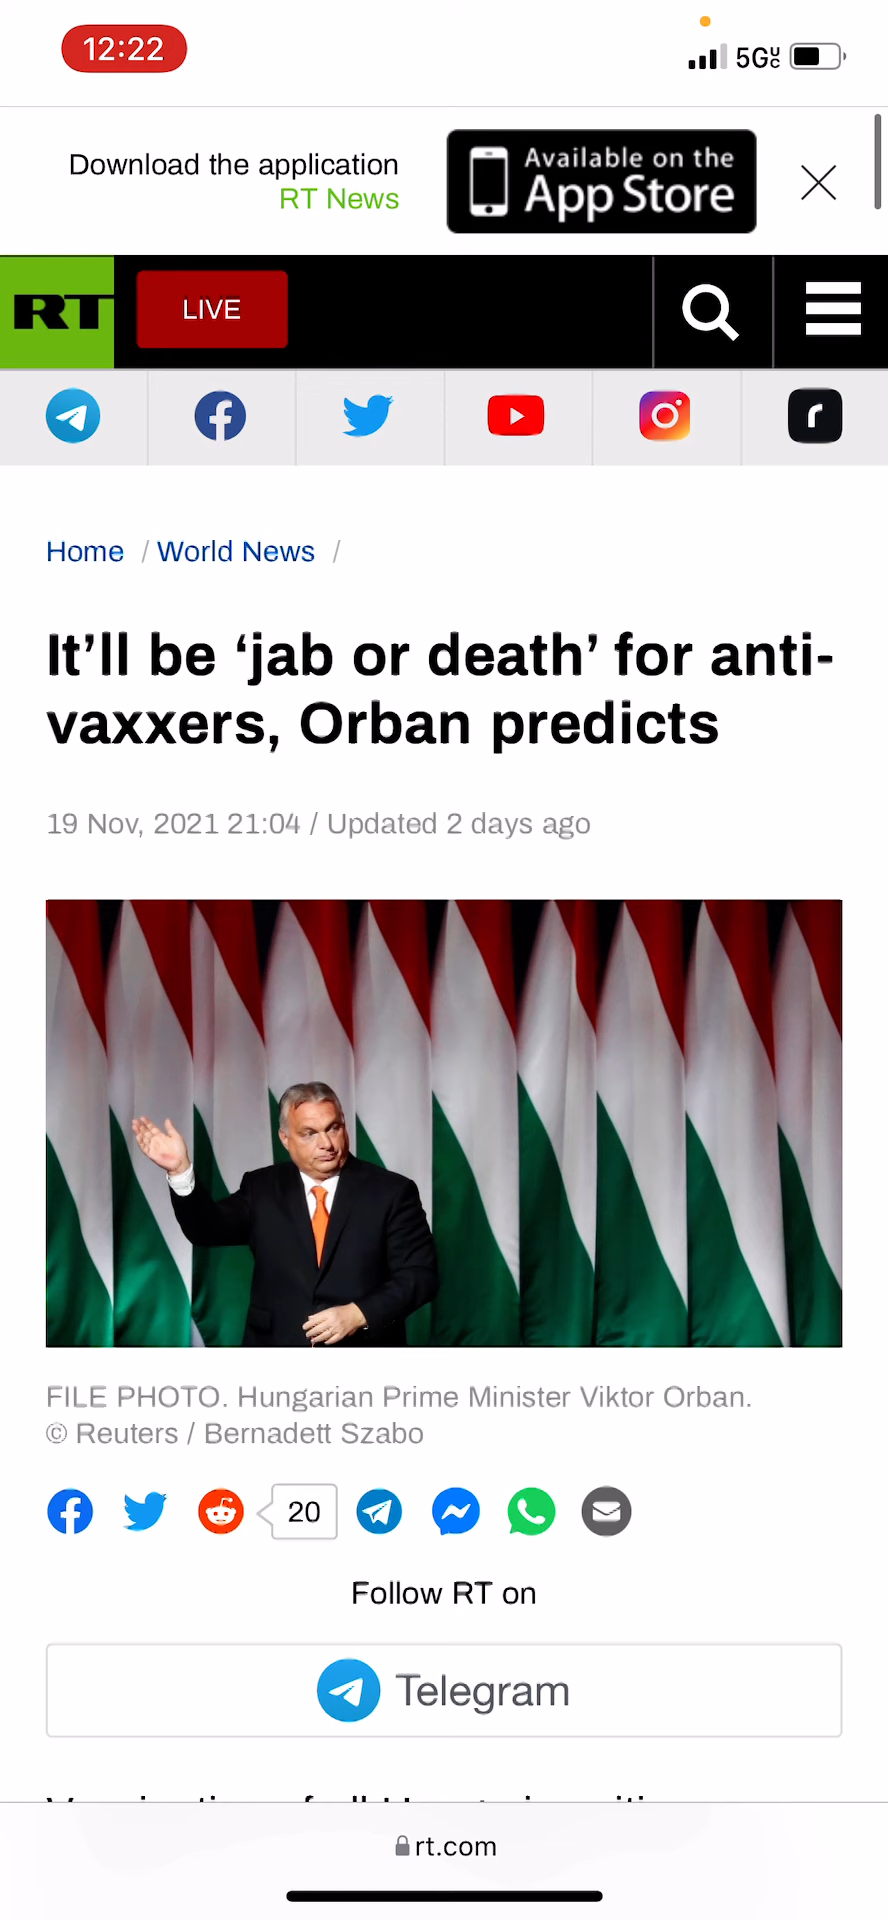 12:22
5G UC
Download the application
RT News
Available on the
App Store
RT
LIVE
Home / World News /
It’ll be ‘jab or death’ for anti-
vaxxers, Orban predicts
19 Nov, 2021 21:04 / Updated 2 days ago
FILE PHOTO. Hungarian Prime Minister Viktor Orban.
© Reuters / Bernadett Szabo
20
Follow RT on
Telegram
rt.com